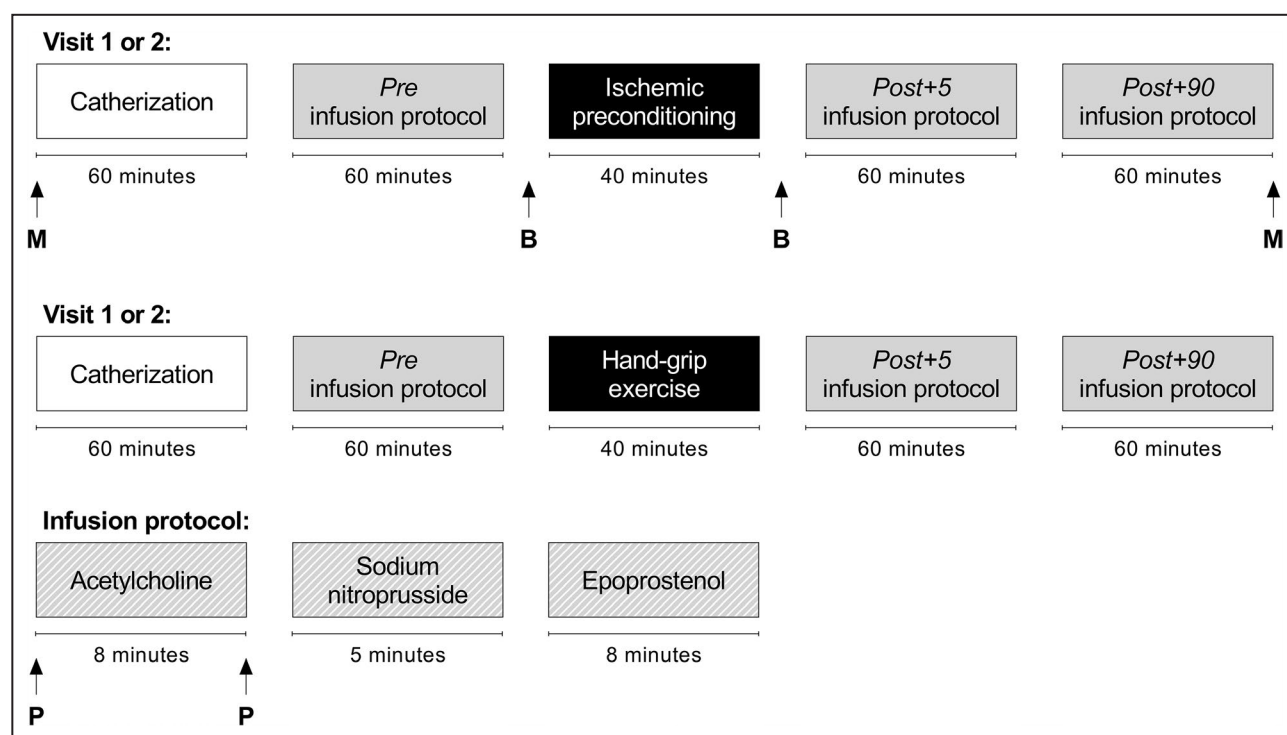 Visit 1 or 2:
Catherization
Pre
infusion protocol
Ischemic
preconditioning
Post+5
infusion protocol
Post+90
infusion protocol
60 minutes
60 minutes
40 minutes
60 minutes
60 minutes
M
B
B
M
Visit 1 or 2:
Catherization
Pre
infusion protocol
Hand-grip
exercise
Post+5
infusion protocol
Post+90
infusion protocol
60 minutes
60 minutes
40 minutes
60 minutes
60 minutes
Infusion protocol:
Acetylcholine
Sodium
nitroprusside
Epoprostenol
8 minutes
5 minutes
8 minutes
P
P